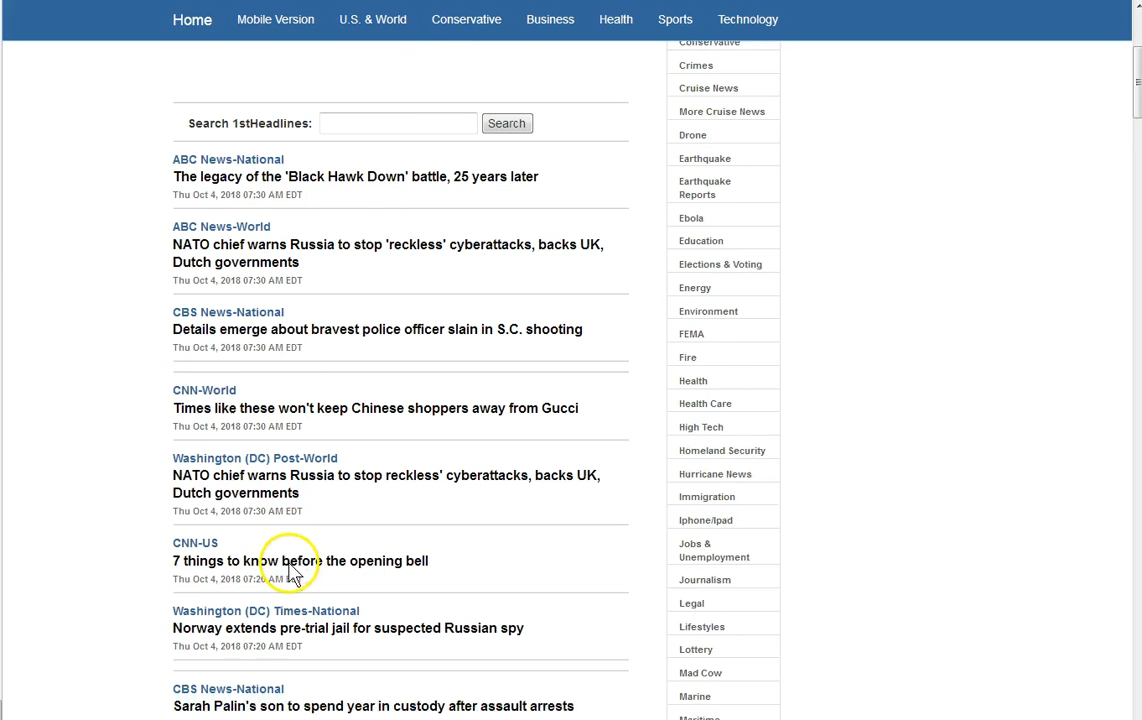 Home Mobile Version U.S. & World Conservative Business Health Sports Technology
Search 1stHeadlines: Search
ABC News-National
The legacy of the 'Black Hawk Down' battle, 25 years later
Thu Oct 4, 2018 07:30 AM EDT
ABC News-World
NATO chief warns Russia to stop 'reckless' cyberattacks, backs UK,
Dutch governments
Thu Oct 4, 2018 07:30 AM EDT
CBS News-National
Details emerge about bravest police officer slain in S.C. shooting
Thu Oct 4, 2018 07:30 AM EDT
CNN-World
Times like these won't keep Chinese shoppers away from Gucci
Thu Oct 4, 2018 07:30 AM EDT
Washington (DC) Post-World
NATO chief warns Russia to stop reckless' cyberattacks, backs UK,
Dutch governments
Thu Oct 4, 2018 07:30 AM EDT
CNN-US
7 things to know before the opening bell
Thu Oct 4, 2018 07:20 AM
Washington (DC) Times-National
Norway extends pre-trial jail for suspected Russian spy
Thu Oct 4, 2018 07:20 AM EDT
CBS News-National
Sarah Palin's son to spend year in custody after assault arrests
Conservative
Crimes
Cruise News
More Cruise News
Drone
Earthquake
Earthquake
Reports
Ebola
Education
Elections & Voting
Energy
Environment
FEMA
Fire
Health
Health Care
High Tech
Homeland Security
Hurricane News
Immigration
Iphone/Ipad
Jobs &
Unemployment
Journalism
Legal
Lifestyles
Lottery
Mad Cow
Marine